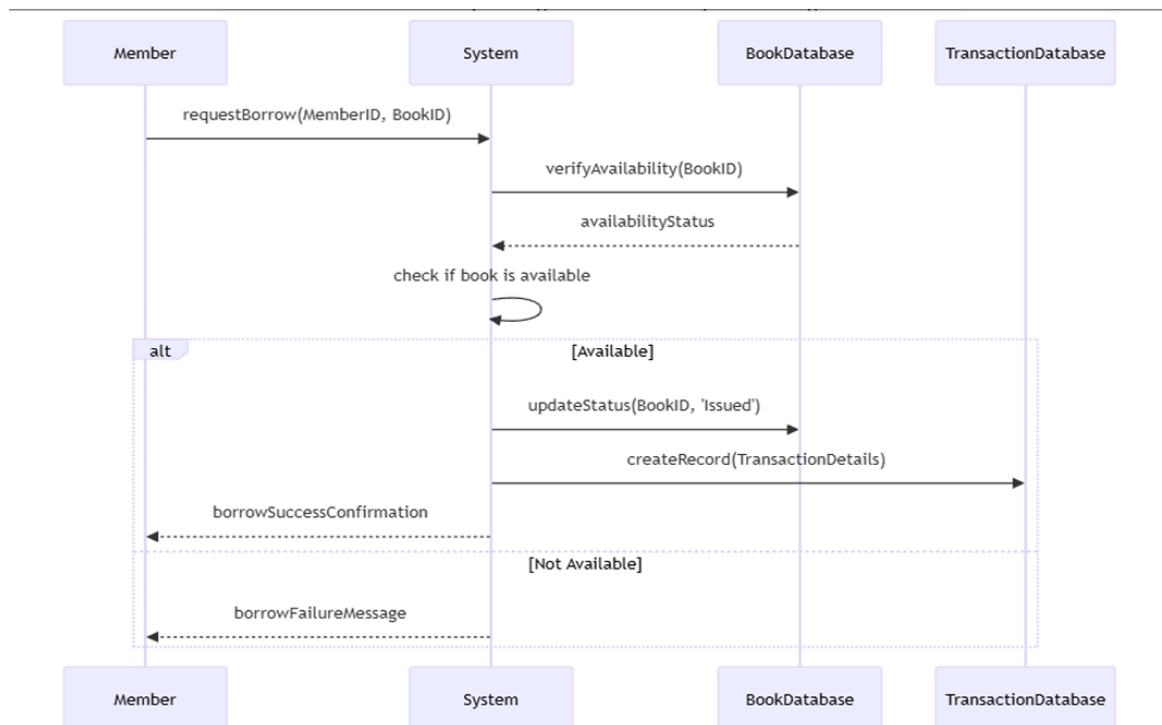 Member
System
BookDatabase
TransactionDatabase
requestBorrow(MemberID, BookID)
verifyAvailability(BookID)
availabilityStatus
check if book is available
alt
[Available]
updateStatus(BookID, 'Issued')
createRecord(TransactionDetails)
borrowSuccessConfirmation
[Not Available]
borrowFailureMessage
Member
System
BookDatabase
TransactionDatabase